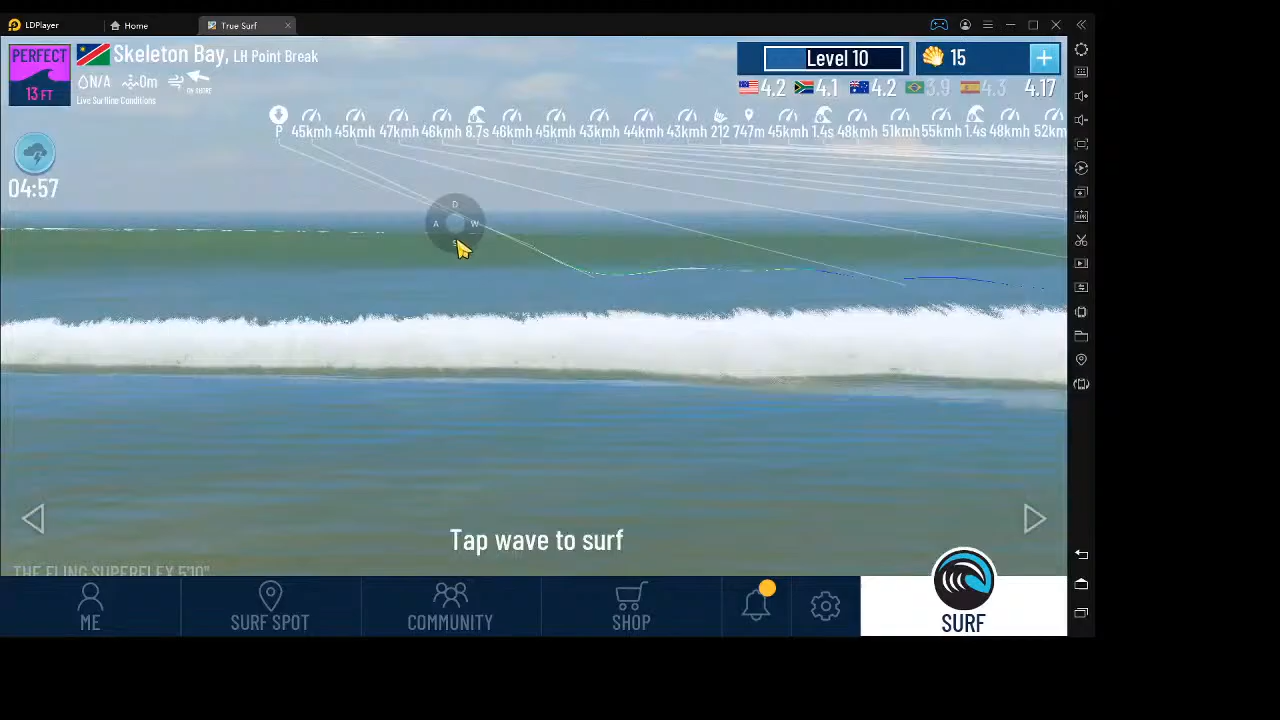 LDPlayer
Home
True Surf
PERFECT
13 FT
Skeleton Bay, LH Point Break
N/A
0m
ON SHORE
Live Surfline Conditions
Level 10
15
4.2
4.1
4.2
3.9
4.3
4.17
P 45kmh 45kmh 47kmh 46kmh 8.7s 46kmh 45kmh 43kmh 44kmh 43kmh 212 747m 45kmh 1.4s 48kmh 51kmh 55kmh 1.4s 48kmh 52km
04:57
D
A
W
S
Tap wave to surf
THE FLING SUPERFLEX 5'10"
ME
SURF SPOT
COMMUNITY
SHOP
SURF